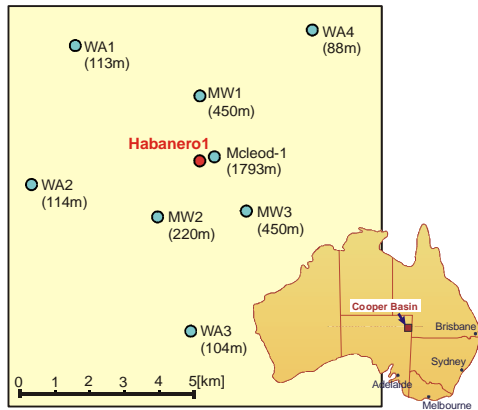 WA1
(113m)
WA4
(88m)
MW1
(450m)
Habanero1
Mcleod-1
(1793m)
WA2
(114m)
MW2
(220m)
MW3
(450m)
WA3
(104m)
0 1 2 3 4 5[km]
Cooper Basin
Brisbane
Sydney
Adelaide
Melbourne